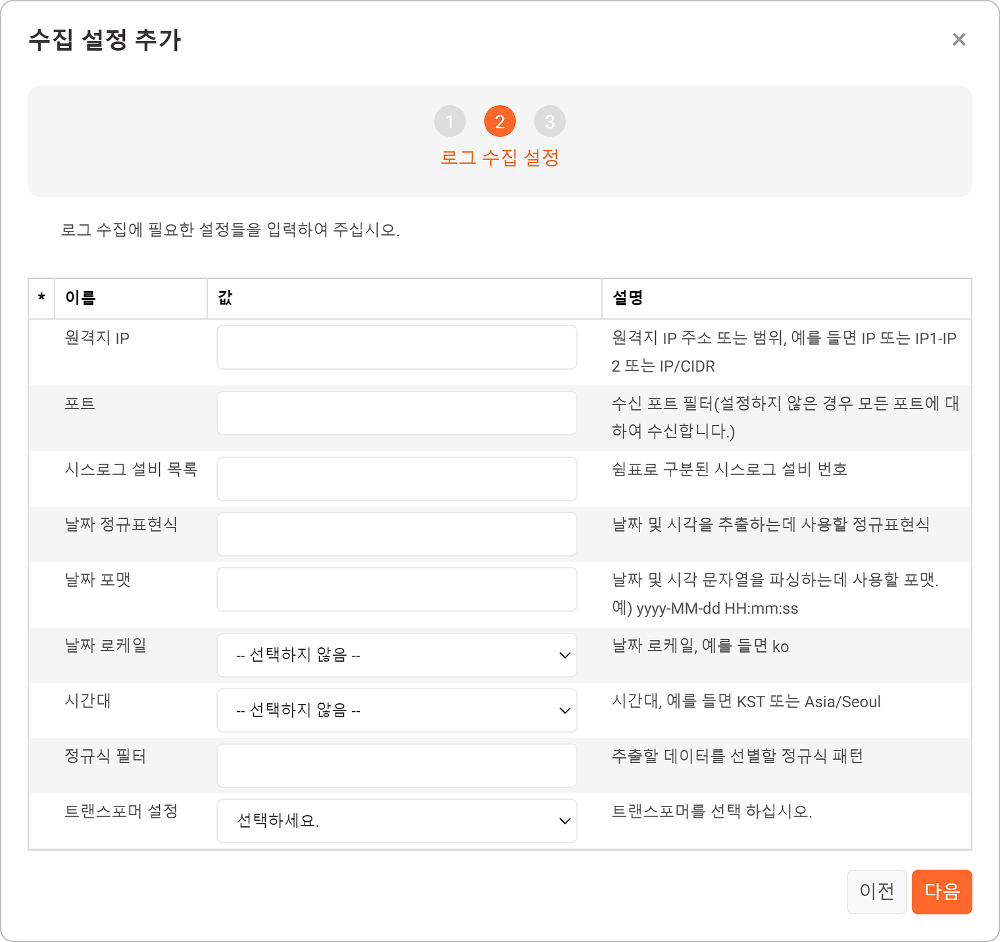 수집 설정 추가
×
1 2 3
로그 수집 설정
로그 수집에 필요한 설정들을 입력하여 주십시오.
* 이름 값 설명
원격지 IP 원격지 IP 주소 또는 범위, 예를 들면 IP 또는 IP1-IP
2 또는 IP/CIDR
포트 수신 포트 필터(설정하지 않은 경우 모든 포트에 대
하여 수신합니다.)
시스로그 설비 목록 쉼표로 구분된 시스로그 설비 번호
날짜 정규표현식 날짜 및 시각을 추출하는데 사용할 정규표현식
날짜 포맷 날짜 및 시각 문자열을 파싱하는데 사용할 포맷.
예) yyyy-MM-dd HH:mm:ss
날짜 로케일 -- 선택하지 않음 -- 날짜 로케일, 예를 들면 ko
시간대 -- 선택하지 않음 -- 시간대, 예를 들면 KST 또는 Asia/Seoul
정규식 필터 추출할 데이터를 선별할 정규식 패턴
트랜스포머 설정 선택하세요. 트랜스포머를 선택 하십시오.
이전 다음